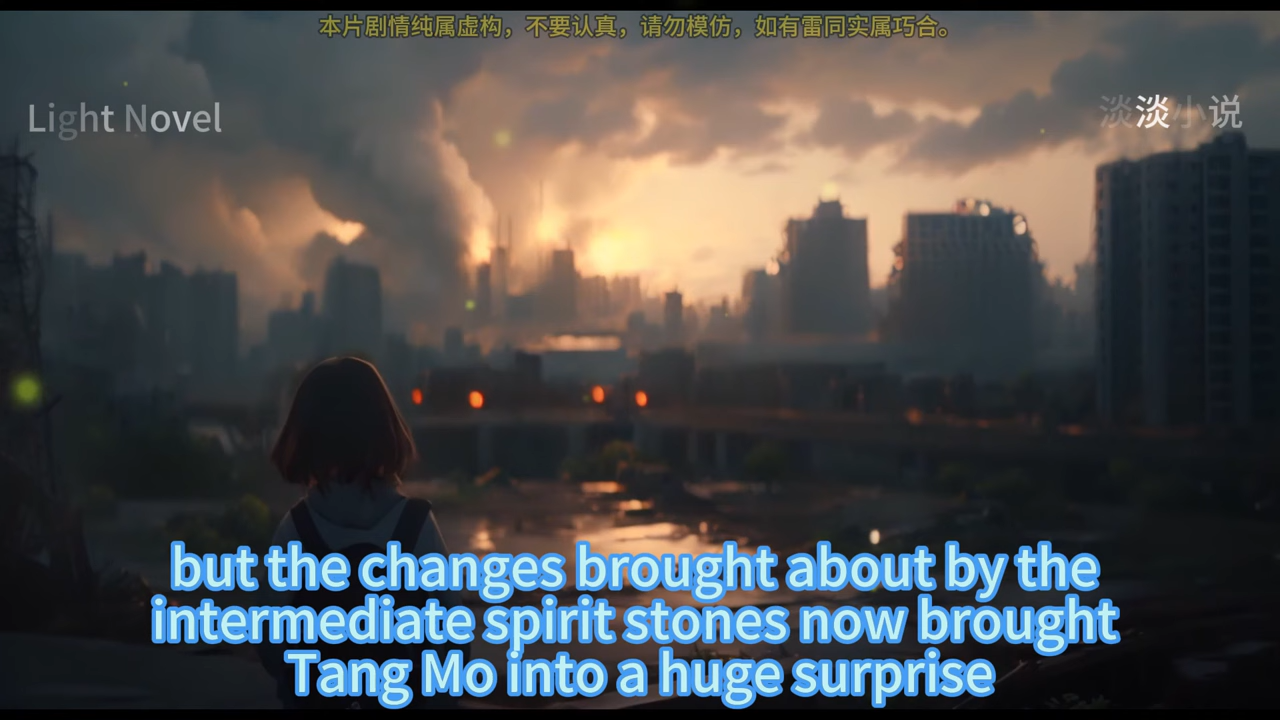 本片剧情纯属虚构，不要认真，请勿模仿，如有雷同实属巧合。
Light Novel
淡淡小说
but the changes brought about by the
intermediate spirit stones now brought
Tang Mo into a huge surprise